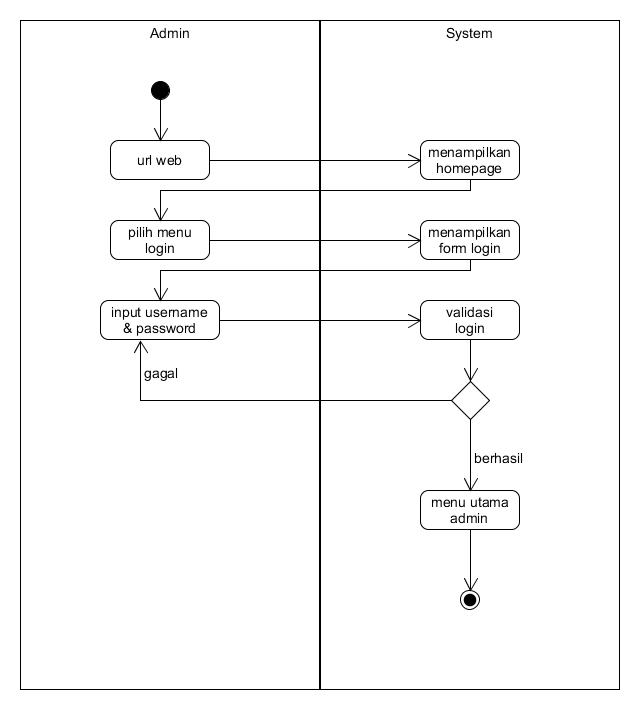 Admin
System
url web
menampilkan
homepage
pilih menu
login
menampilkan
form login
input username
& password
validasi
login
gagal
berhasil
menu utama
admin